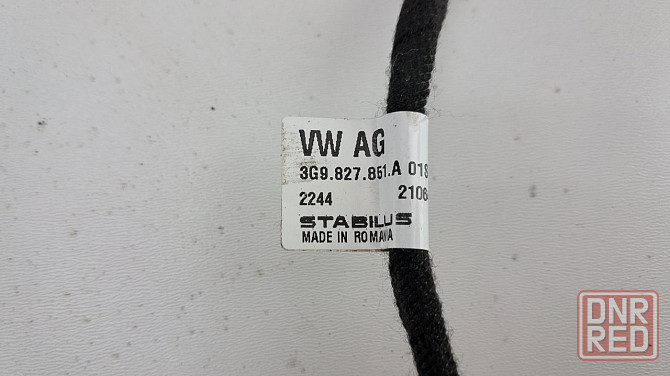 VW AG
3G9.827.851.A 01S
2244 2106
STABILUS
MADE IN ROMANIA
DNR
RED